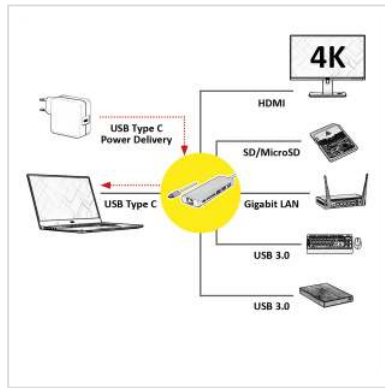 4K
HDMI
USB Type C
Power Delivery
SD/MicroSD
USB Type C
Gigabit LAN
USB 3.0
USB 3.0